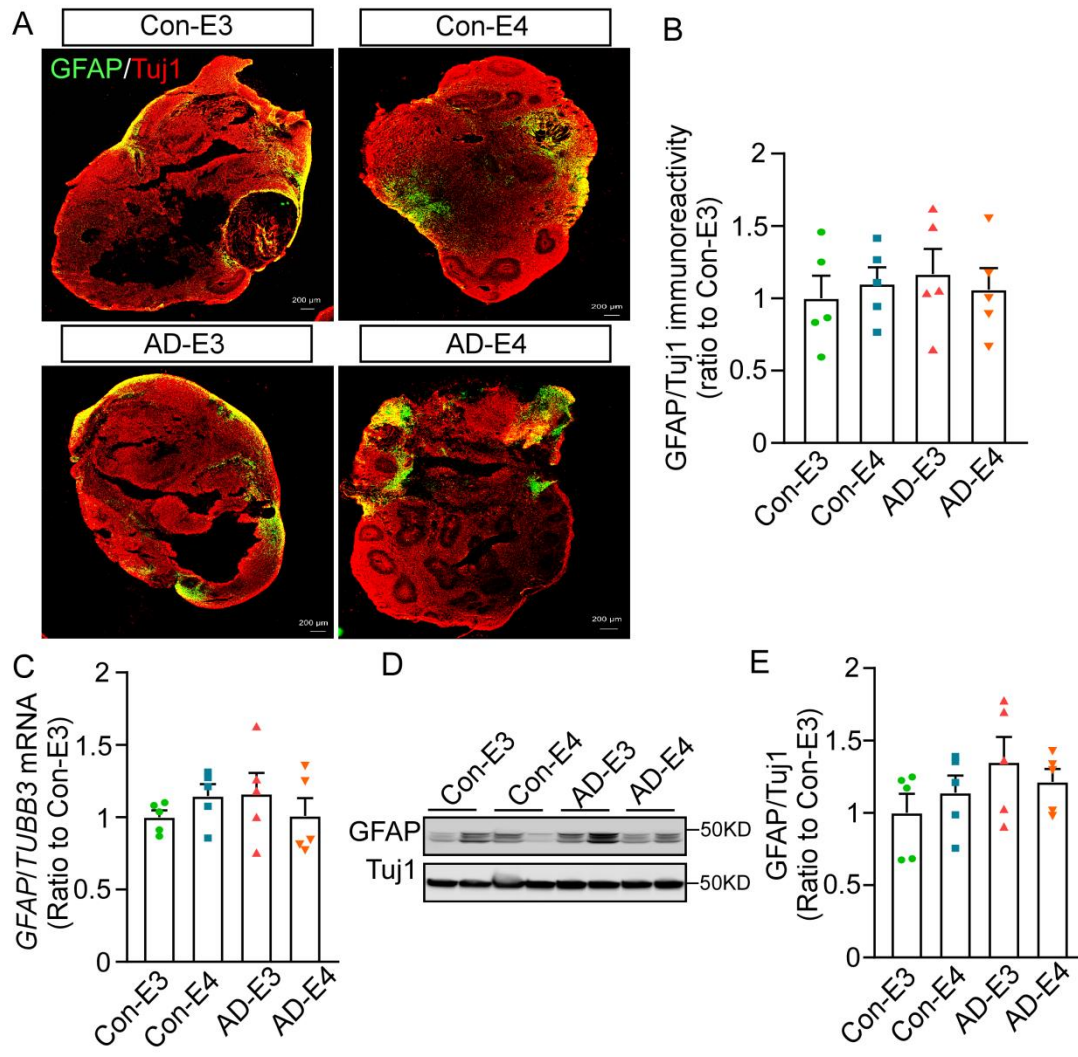 A
Con-E3
Con-E4
GFAP/Tuj1
200 μm
200 μm
AD-E3
AD-E4
200 μm
200 μm
B
GFAP/Tuj1 immunoreactivity
(ratio to Con-E3)
2
1.5
1
0.5
0
Con-E3
Con-E4
AD-E3
AD-E4
C
GFAP/TUBB3 mRNA
(Ratio to Con-E3)
2
1.5
1
0.5
0
Con-E3
Con-E4
AD-E3
AD-E4
D
Con-E3
Con-E4
AD-E3
AD-E4
GFAP
50KD
Tuj1
50KD
E
GFAP/Tuj1
(Ratio to Con-E3)
2
1.5
1
0.5
0
Con-E3
Con-E4
AD-E3
AD-E4